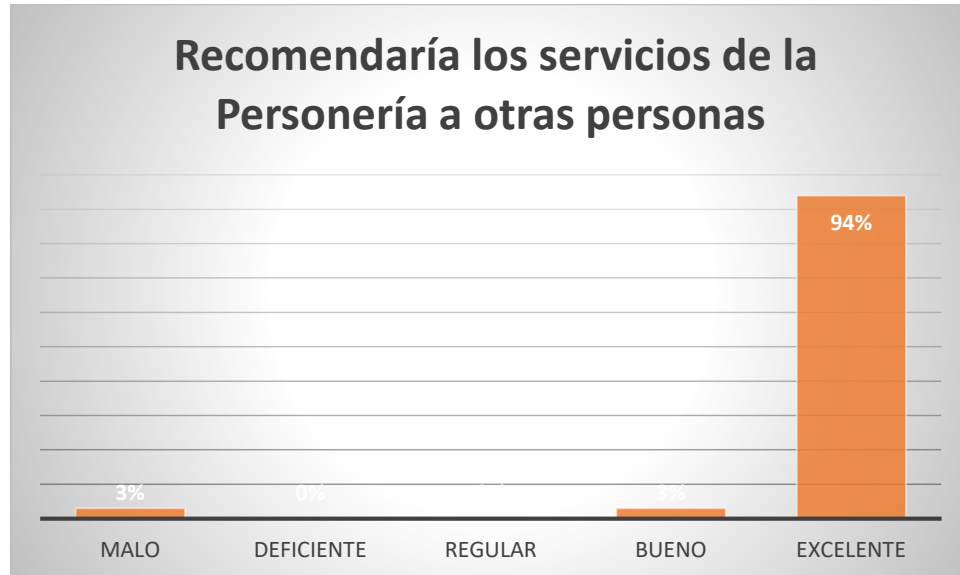 Recomendaría los servicios de la
Personería a otras personas
94%
3%
0%
3%
MALO
DEFICIENTE
REGULAR
BUENO
EXCELENTE